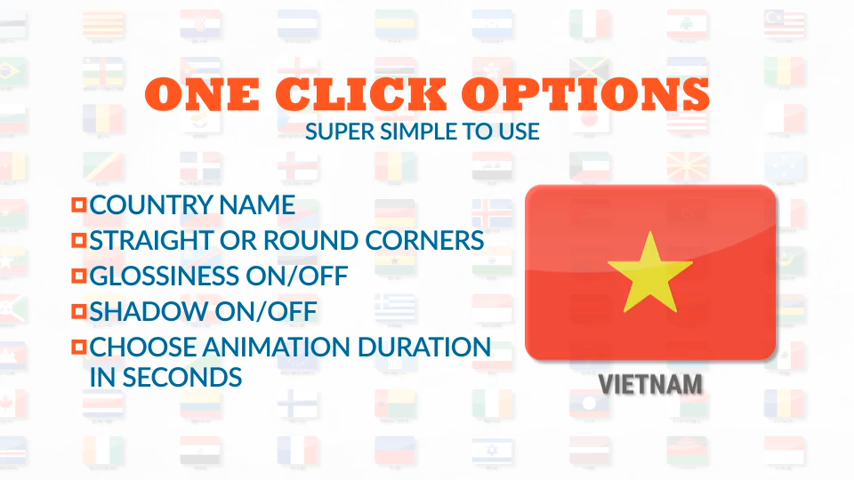 ONE CLICK OPTIONS
SUPER SIMPLE TO USE
COUNTRY NAME
STRAIGHT OR ROUND CORNERS
GLOSSINESS ON/OFF
SHADOW ON/OFF
CHOOSE ANIMATION DURATION
IN SECONDS
VIETNAM